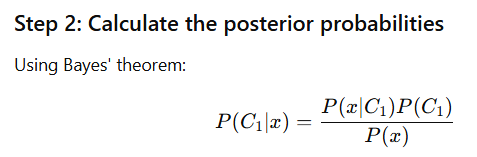 Step 2: Calculate the posterior probabilities
Using Bayes' theorem:
P(C₁|x) = P(x|C₁)P(C₁) / P(x)